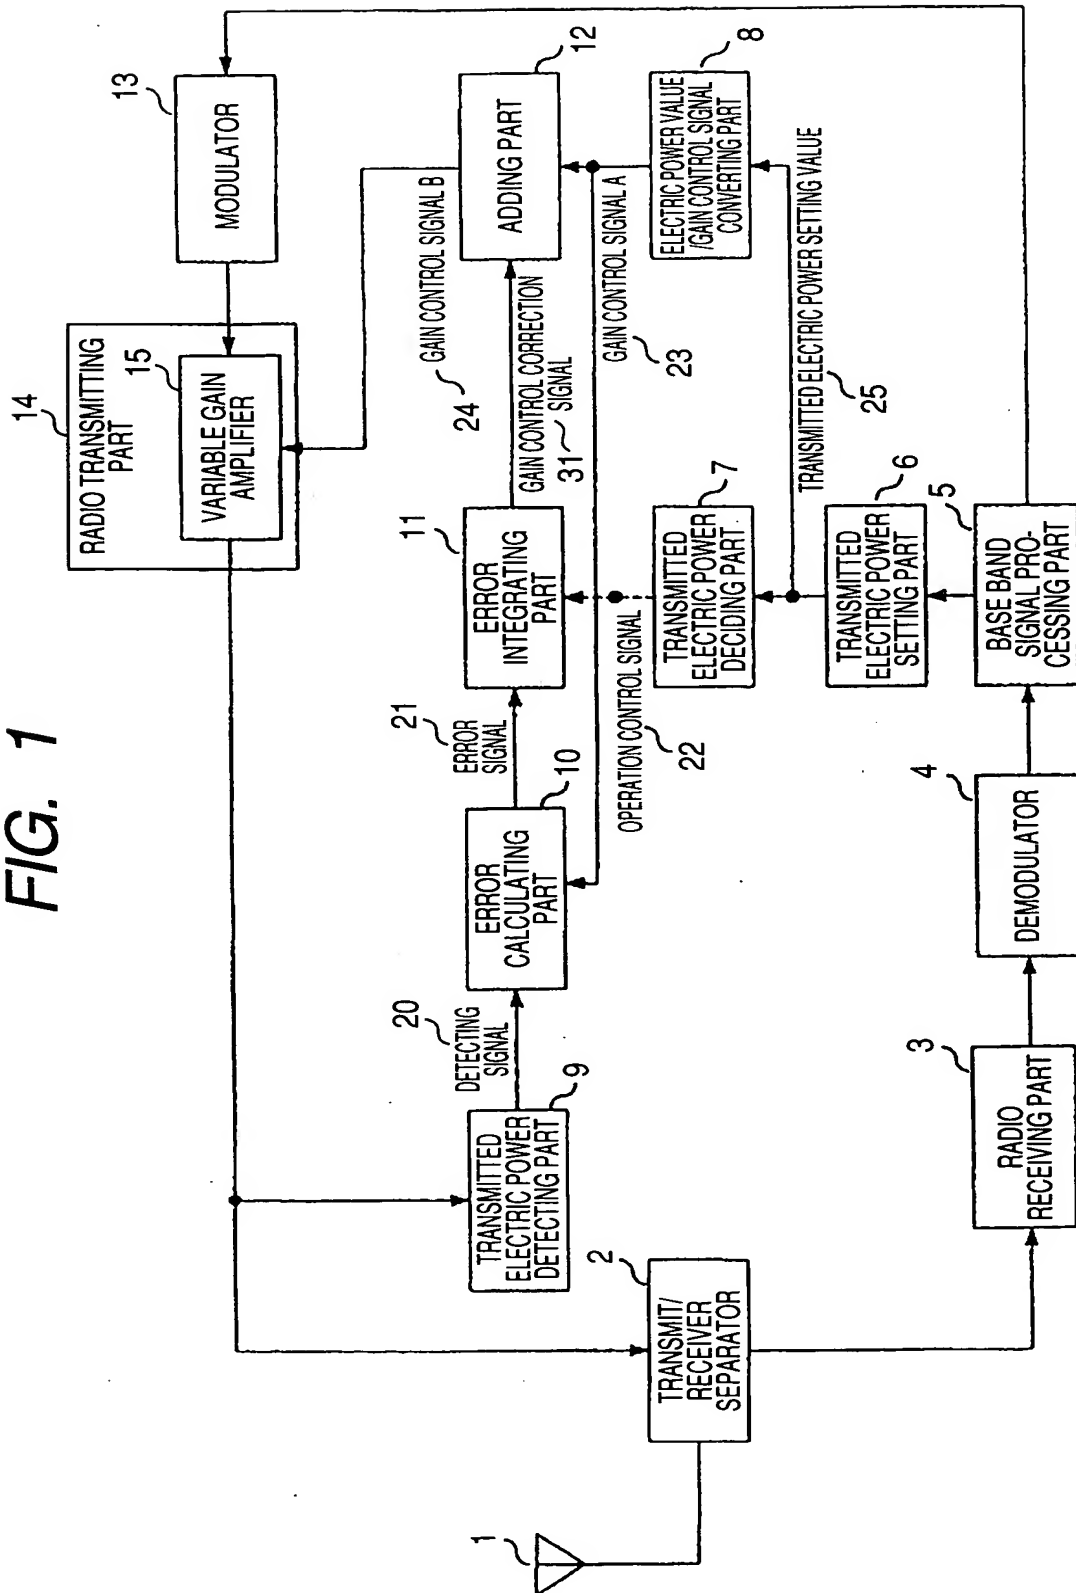 FIG. 1
14
RADIO TRANSMITTING
PART
15
VARIABLE GAIN
AMPLIFIER
13
MODULATOR
24
GAIN CONTROL SIGNAL B
12
ADDING PART
11
ERROR
INTEGRATING
PART
GAIN CONTROL CORRECTION
SIGNAL
31
21
ERROR
SIGNAL
10
ERROR
CALCULATING
PART
20
DETECTING
SIGNAL
9
TRANSMITTED
ELECTRIC POWER
DETECTING PART
GAIN CONTROL SIGNAL A
23
8
ELECTRIC POWER VALUE
/GAIN CONTROL SIGNAL
CONVERTING PART
OPERATION CONTROL SIGNAL
22
7
TRANSMITTED
ELECTRIC POWER
DECIDING PART
TRANSMITTED ELECTRIC POWER SETTING VALUE
25
6
TRANSMITTED
ELECTRIC POWER
SETTING PART
5
BASE BAND
SIGNAL PRO-
CESSING PART
4
DEMODULATOR
3
RADIO
RECEIVING PART
2
TRANSMIT/
RECEIVER
SEPARATOR
1